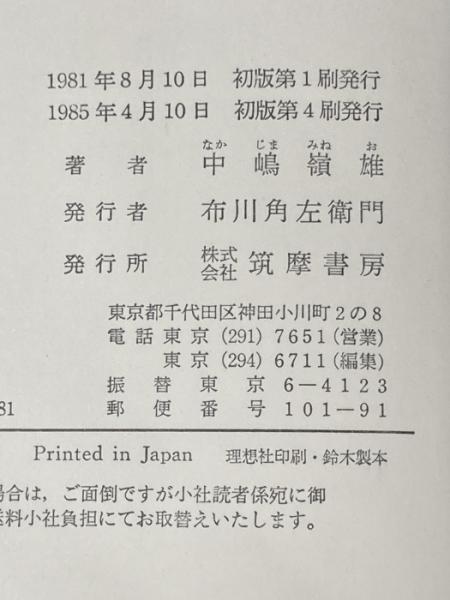 1981年8月10日 初版第1刷発行
1985年4月10日 初版第4刷発行
なか じま みね お
著者 中嶋嶺雄
発行者 布川角左衛門
発行所 株式会社 筑摩書房
東京都千代田区神田小川町2の8
電話東京(291)7651(営業)
東京(294)6711(編集)
振替東京 6-4123
郵便番号 101-91
81
Printed in Japan 理想社印刷・鈴木製本
場合は,ご面倒ですが小社読者係宛に御
送料小社負担にてお取替えいたします。